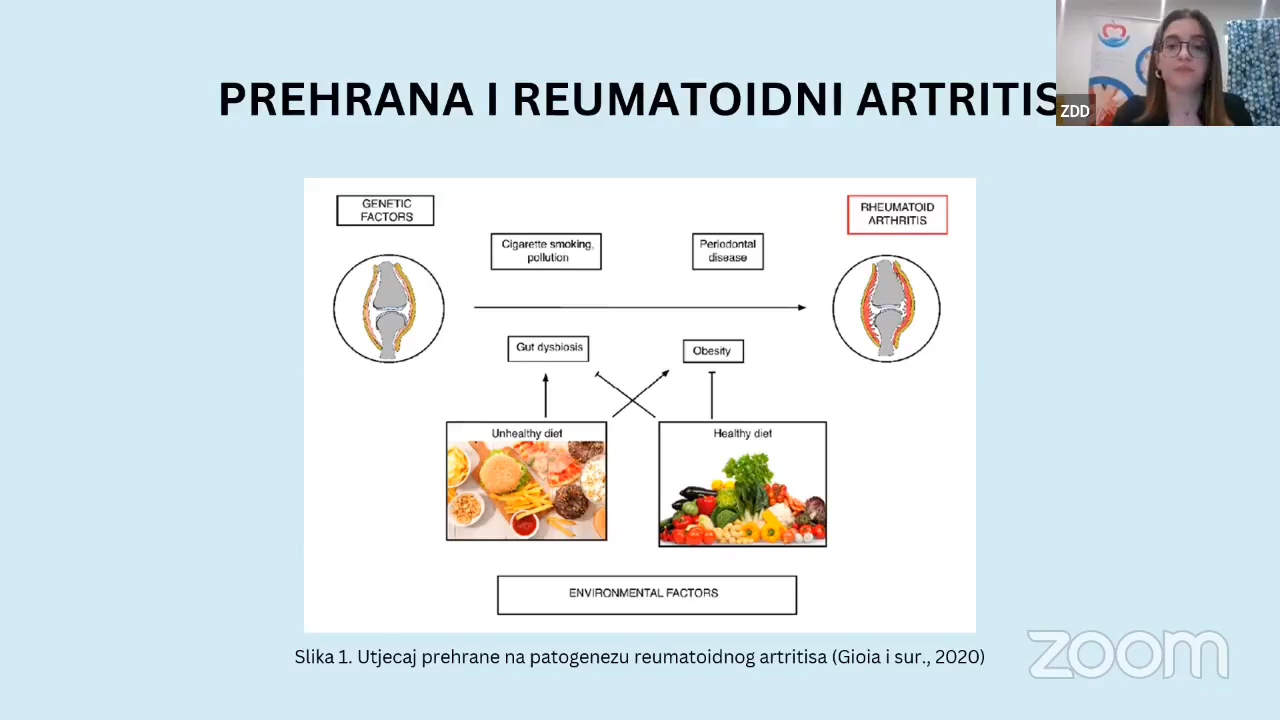 PREHRANA I REUMATOIDNI ARTRITIS
ZDD
GENETIC
FACTORS
RHEUMATOID
ARTHRITIS
Cigarette smoking,
pollution
Periodontal
disease
Gut dysbiosis
Obesity
Unhealthy diet
Healthy diet
ENVIRONMENTAL FACTORS
Slika 1. Utjecaj prehrane na patogenezu reumatoidnog artritisa (Gioia i sur., 2020)
zoom